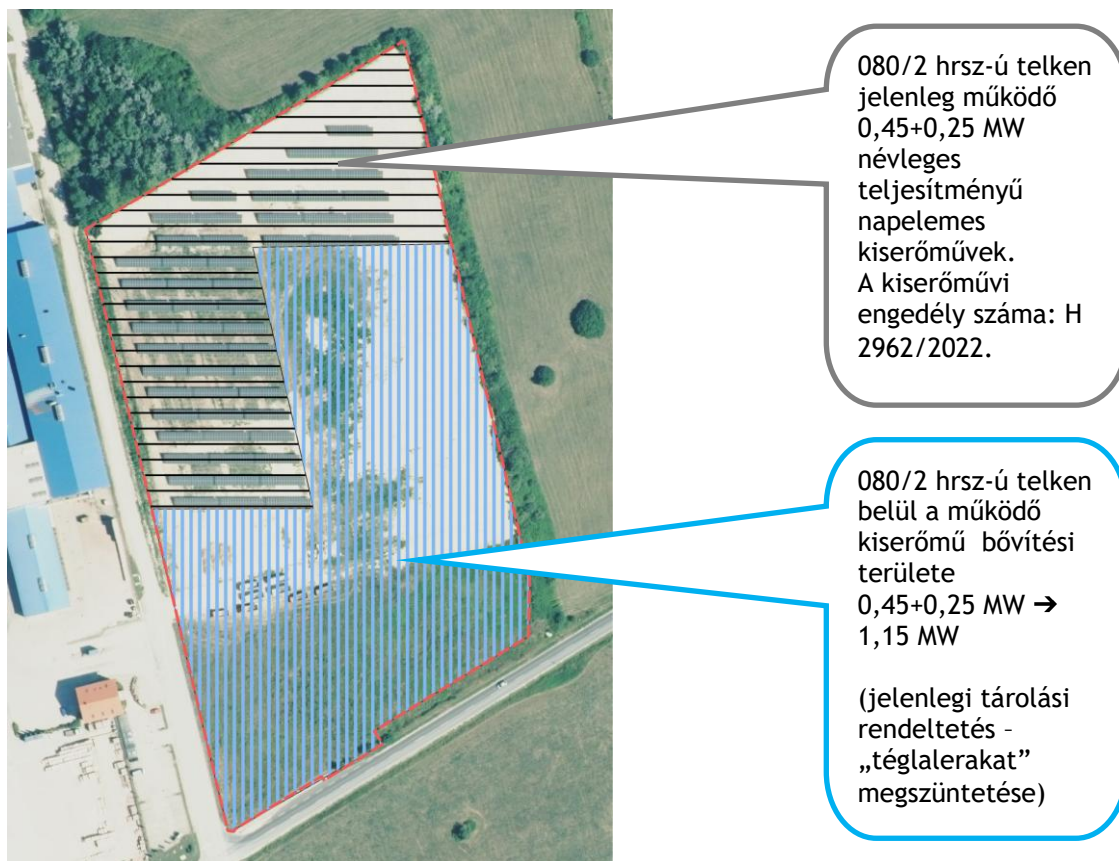 080/2 hrsz-ú telken
jelenleg működő
0,45+0,25 MW
névleges
teljesítményű
napelemes
kiserőművek.
A kiserőművi
engedély száma: H
2962/2022.
080/2 hrsz-ú telken
belül a működő
kiserőmű bővítési
területe
0,45+0,25 MW ➔
1,15 MW
(jelenlegi tárolási
rendeltetés –
„téglalerakat”
megszüntetése)